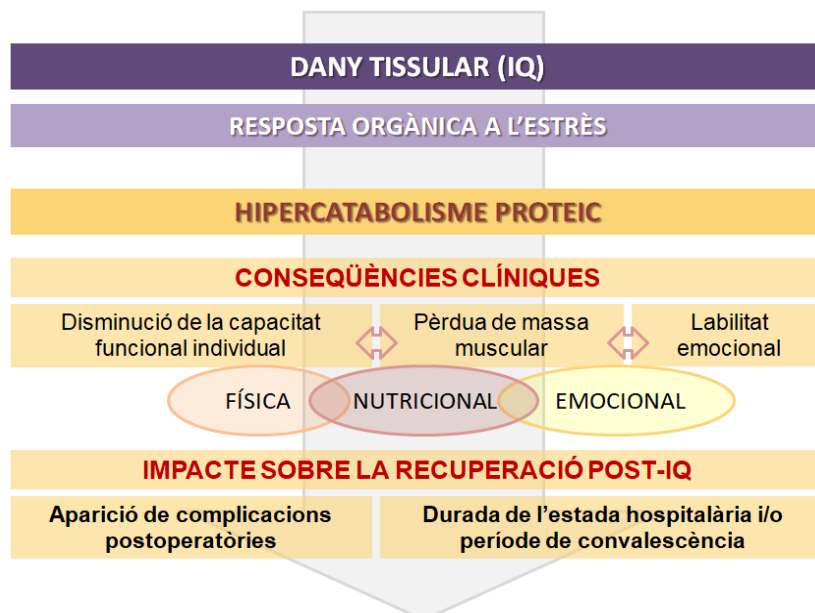 DANY TISSULAR (IQ)
RESPOSTA ORGÀNICA A L'ESTRÈS
HIPERCATABOLISME PROTEIC
CONSEQÜÈNCIES CLÍNIQUES
Disminució de la capacitat
funcional individual
Pèrdua de massa
muscular
Labilitat
emocional
FÍSICA
NUTRICIONAL
EMOCIONAL
IMPACTE SOBRE LA RECUPERACIÓ POST-IQ
Aparició de complicacions
postoperatòries
Durada de l'estada hospitalària i/o
període de convalescència